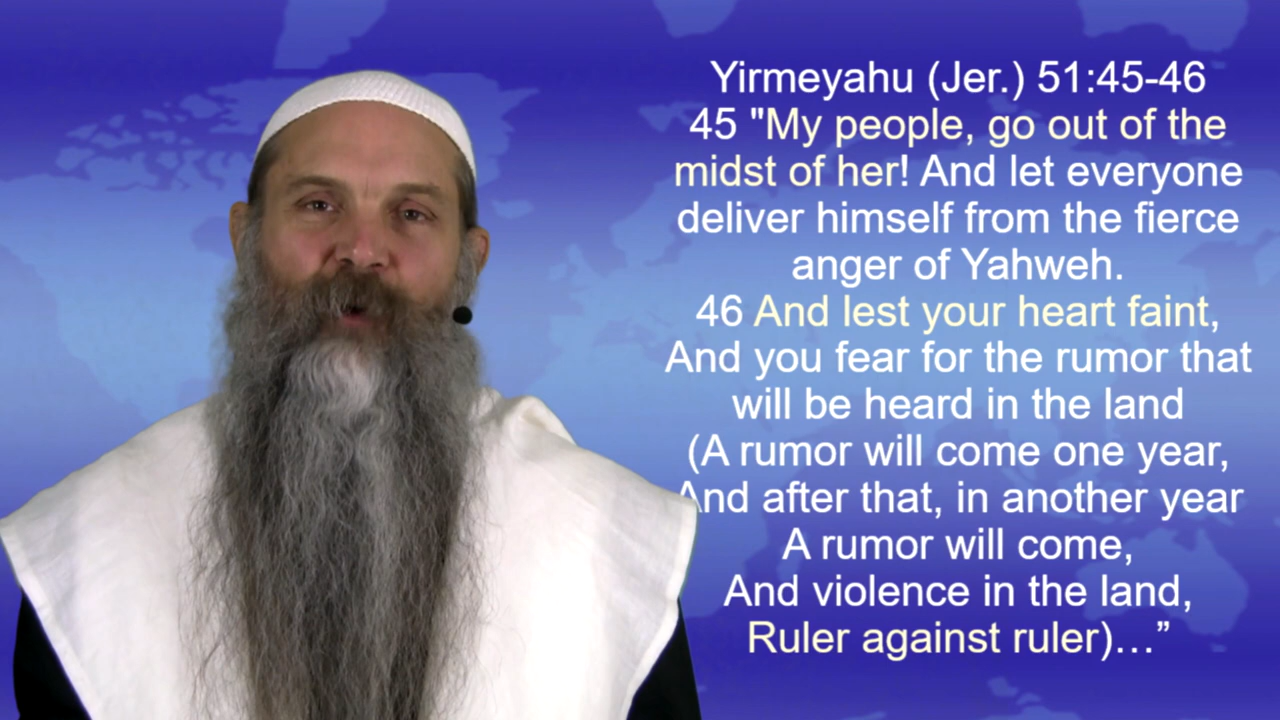 Yirmeyahu (Jer.) 51:45-46
45 "My people, go out of the
midst of her! And let everyone
deliver himself from the fierce
anger of Yahweh.
46 And lest your heart faint,
And you fear for the rumor that
will be heard in the land
(A rumor will come one year,
And after that, in another year
A rumor will come,
And violence in the land,
Ruler against ruler)…”